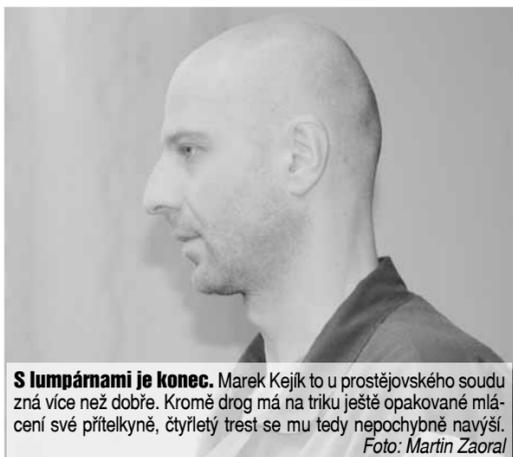 S lumpárnami je konec. Marek Kejík to u prostějovského soudu
zná více než dobře. Kromě drog má na triku ještě opakované mlá-
cení své přítelkyně, čtyřletý trest se mu tedy nepochybně navýší.
Foto: Martin Zaoral